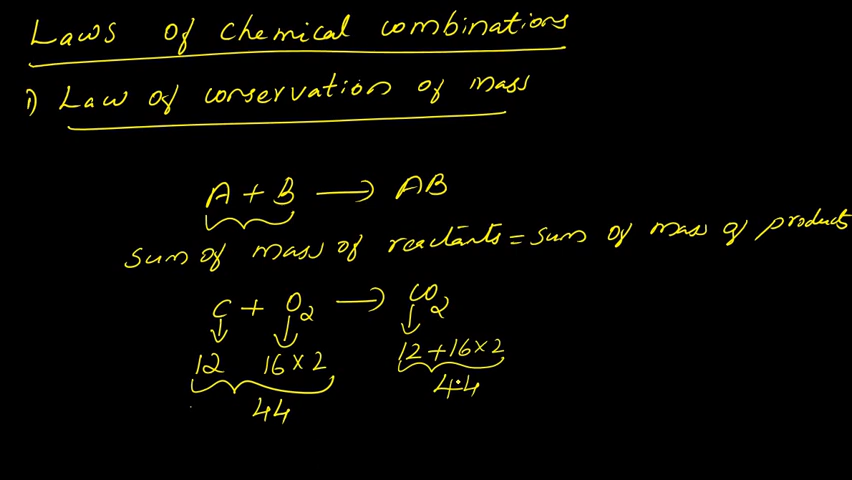 Laws of chemical combinations
1) Law of conservation of mass
A + B → AB
sum of mass of reactants = sum of mass of products
C + O2 → CO2
12 16 × 2 12 + 16 × 2
44 44